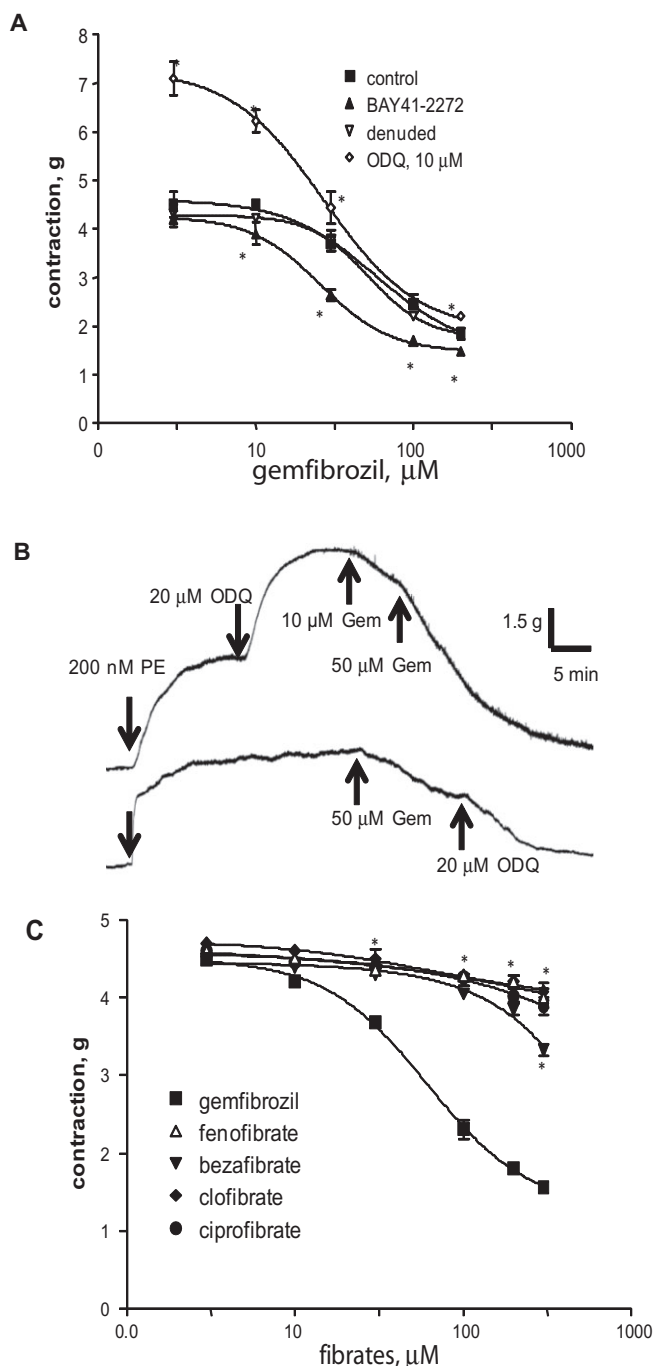 A
contraction, g
8
7
6
5
4
3
2
1
0
control
BAY41-2272
denuded
ODQ, 10 μM
*
*
*
*
*
*
*
*
0
10
100
1000
gemfibrozil, μM
B
20 μM ODQ
200 nM PE
10 μM Gem
50 μM Gem
1.5 g
5 min
50 μM Gem
20 μM ODQ
C
contraction, g
5
4
3
2
1
0
*
*
*
*
*
gemfibrozil
fenofibrate
bezafibrate
clofibrate
ciprofibrate
0.0
10
100
1000
fibrates, μM